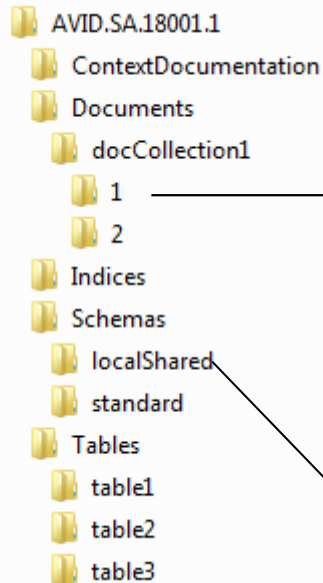 AVID.SA.18001.1
ContextDocumentation
Documents
docCollection1
1
2
Indices
Schemas
localShared
standard
Tables
table1
table2
table3